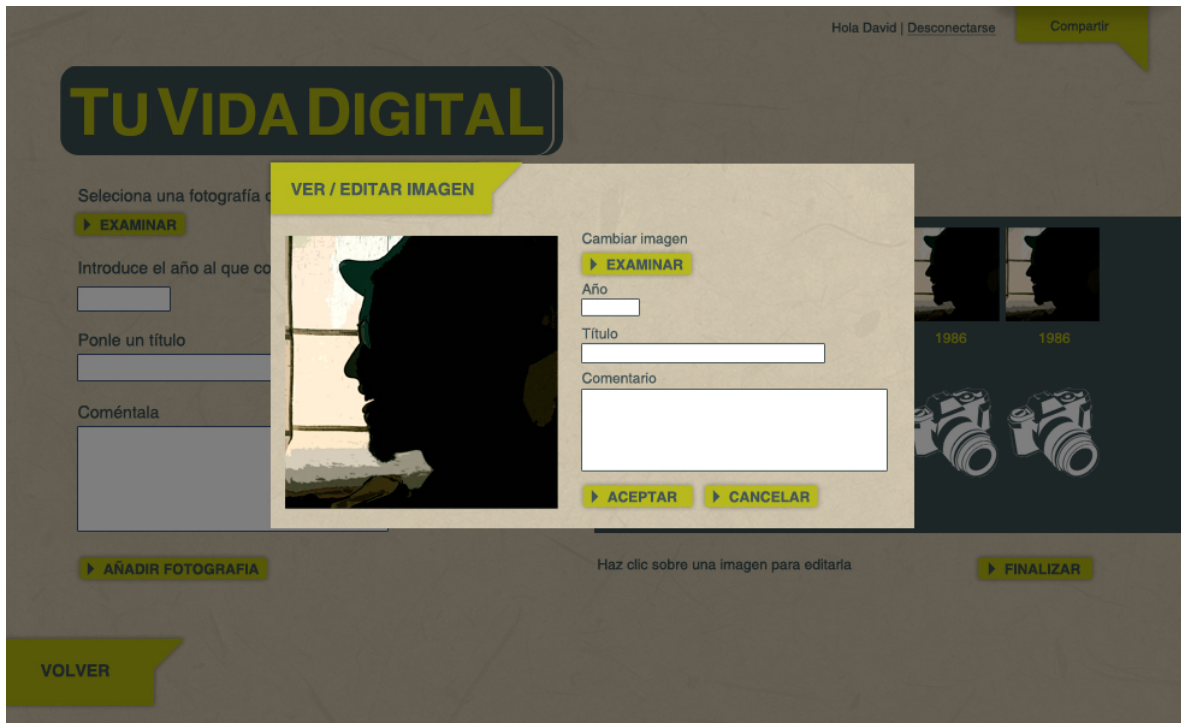 Hola David | Desconectarse
Compartir
TU VIDA DIGITAL
Seleciona una fotografía
EXAMINAR
Introduce el año al que
Ponle un título
Coméntala
AÑADIR FOTOGRAFIA
VOLVER
VER / EDITAR IMAGEN
Cambiar imagen
EXAMINAR
Año
Título
Comentario
ACEPTAR
CANCELAR
1986
1986
Haz clic sobre una imagen para editarla
FINALIZAR